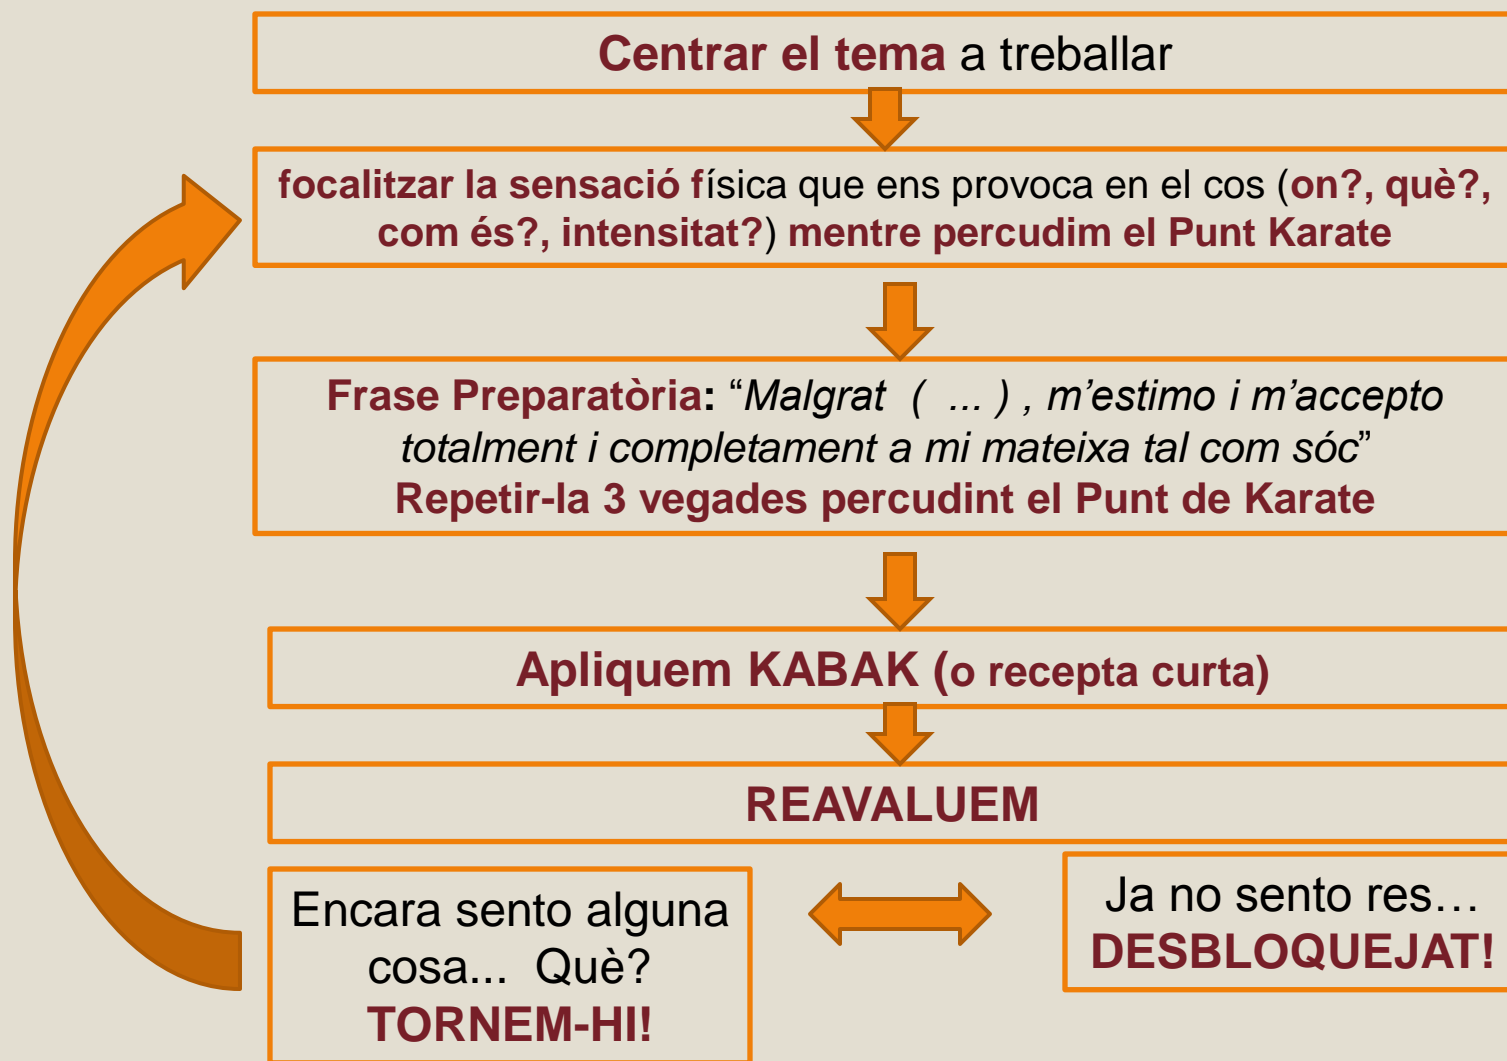 Centrar el tema a treballar
focalitzar la sensació física que ens provoca en el cos (on?, què?,
com és?, intensitat?) mentre percudim el Punt Karate
Frase Preparatòria: “Malgrat ( ... ) , m’estimo i m’accepto
totalment i completament a mi mateixa tal com sóc”
Repetir-la 3 vegades percudint el Punt de Karate
Apliquem KABAK (o recepta curta)
REAVALUEM
Encara sento alguna
cosa... Què?
TORNEM-HI!
Ja no sento res…
DESBLOQUEJAT!